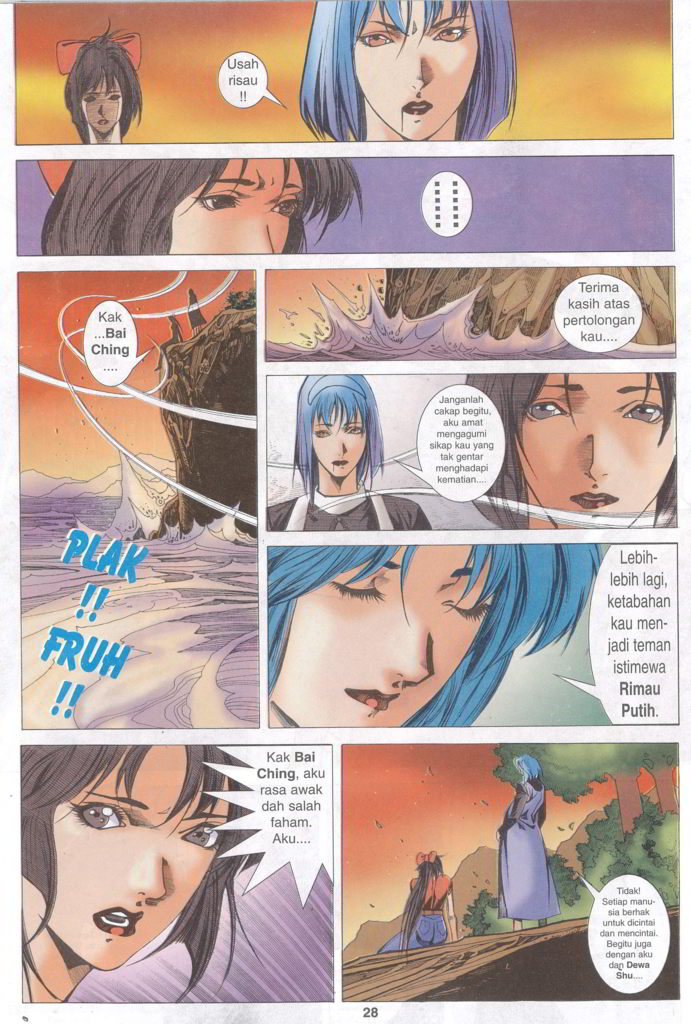 Usah
risau
!!
Kak
...Bai
Ching
....
PLAK
!!
FRUH
!!
Terima
kasih atas
pertolongan
kau....
Janganlah
cakap begitu,
aku amat
mengagumi
sikap kau yang
tak gentar
menghadapi
kematian....
Lebih-
lebih lagi,
ketabahan
kau men-
jadi teman
istimewa
Rimau
Putih.
Kak Bai
Ching, aku
rasa awak
dah salah
faham.
Aku....
Tidak!
Setiap manu-
sia berhak
untuk dicintai
dan mencintai.
Begitu juga
dengan aku
dan Dewa
Shu....
28